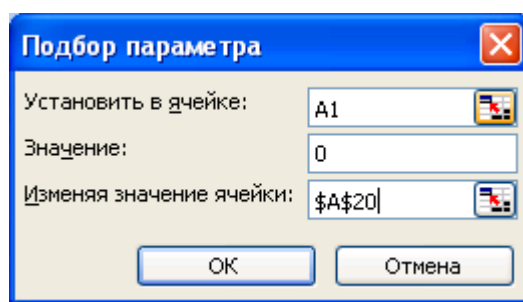 Подбор параметра
Установить в ячейке: A1
Значение: 0
Изменяя значение ячейки: $A$20
ОК Отмена